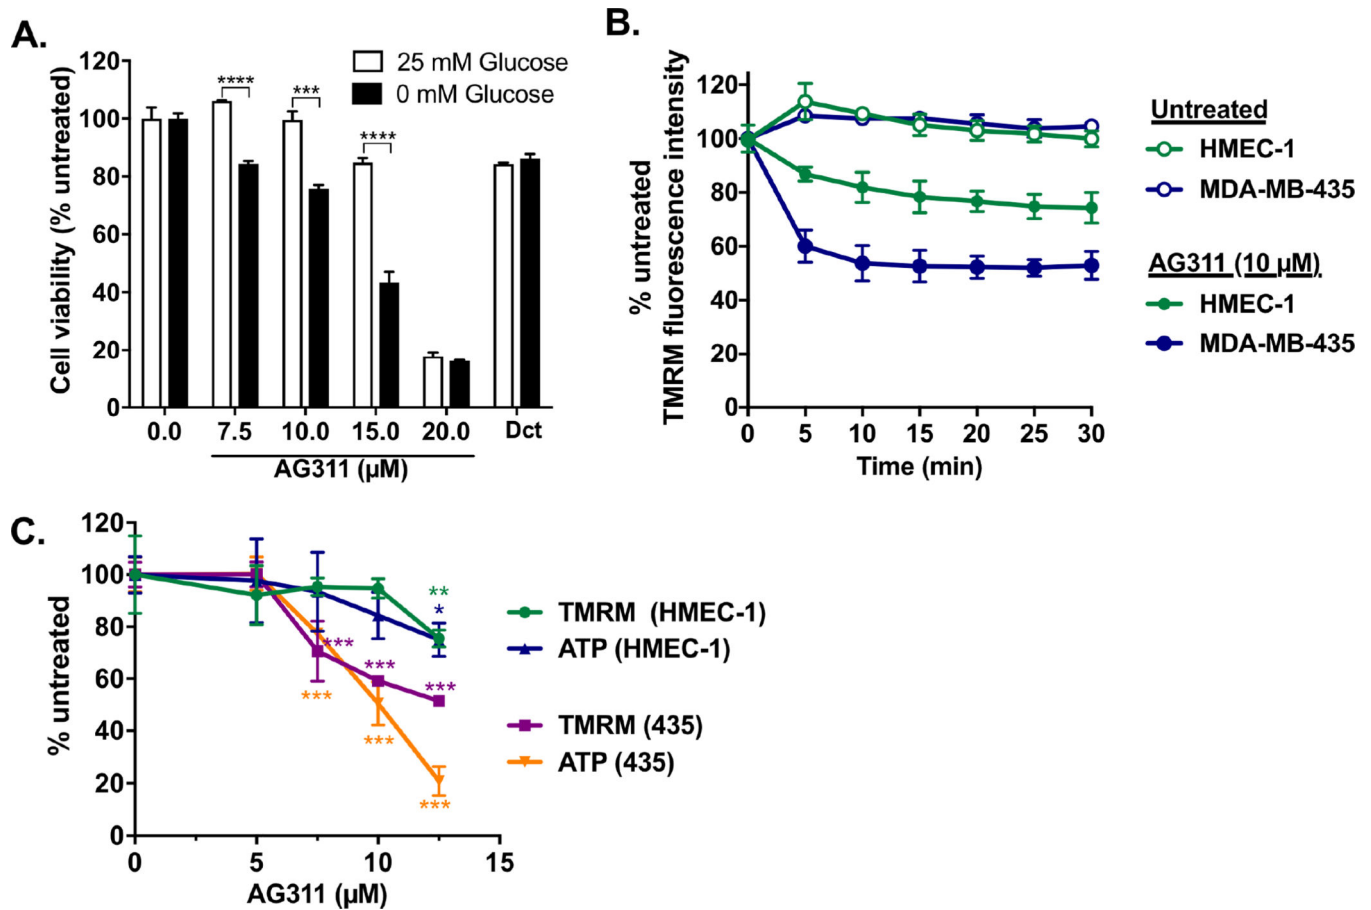 A.
Cell viability (% untreated)
120
100
80
60
40
20
0
**** *** ****
25 mM Glucose
0 mM Glucose
0.0 7.5 10.0 15.0 20.0 Dct
AG311 (µM)
B.
% untreated
TMRM fluorescence intensity
120
100
80
60
40
20
0
0 5 10 15 20 25 30
Time (min)
Untreated
HMEC-1
MDA-MB-435
AG311 (10 µM)
HMEC-1
MDA-MB-435
C.
% untreated
120
100
80
60
40
20
0
**
*
***
***
***
***
***
***
0 5 10 15
AG311 (µM)
TMRM (HMEC-1)
ATP (HMEC-1)
TMRM (435)
ATP (435)